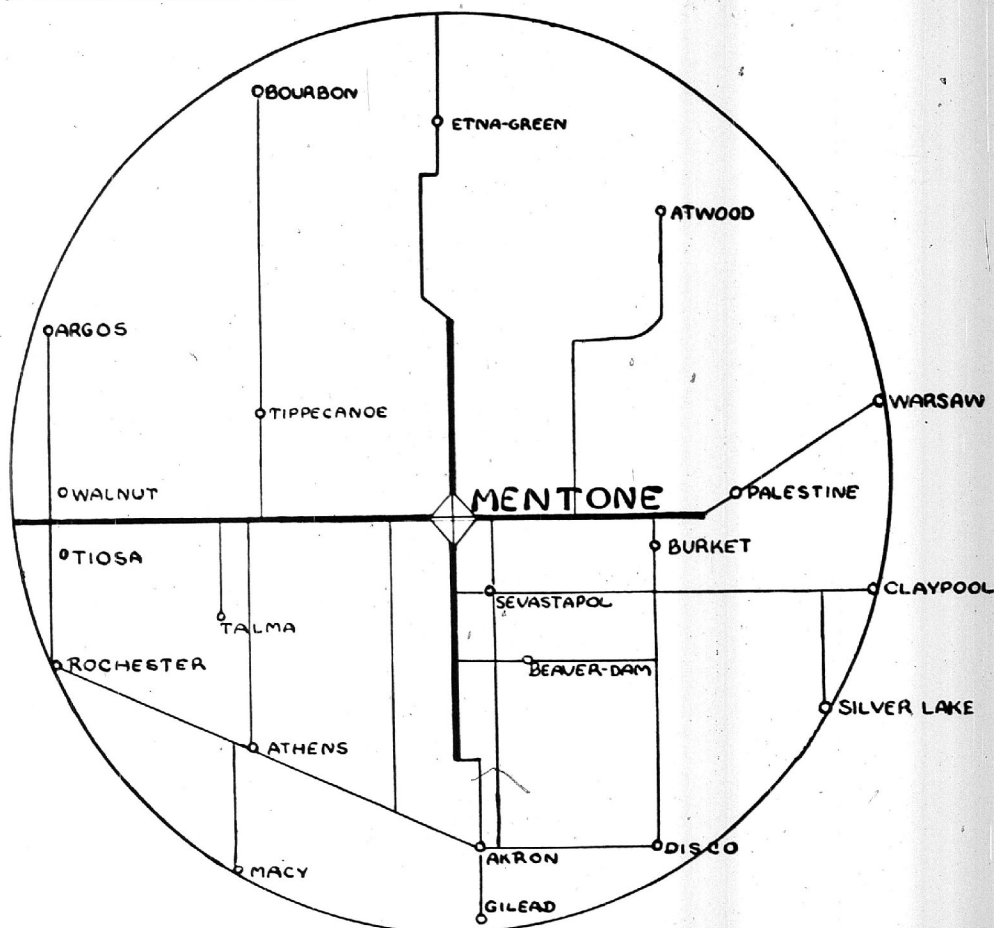 BOURBON
ETNA-GREEN
ATWOOD
ARGOS
WARSAW
TIPPECANOE
WALNUT
MENTONE
PALESTINE
TIOSA
BURKET
SEVASTAPOL
CLAYPOOL
TALMA
ROCHESTER
BEAVER-DAM
SILVER LAKE
ATHENS
AKRON
DISCO
MACY
GILEAD